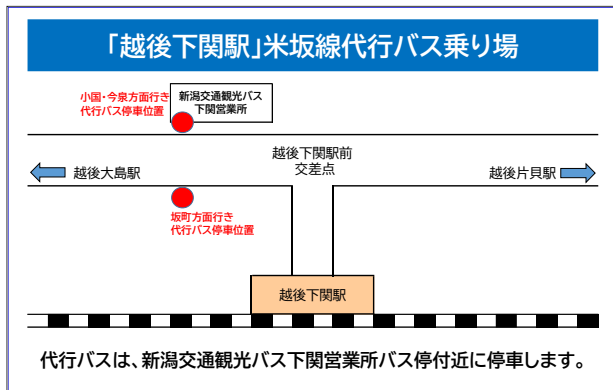 「越後下関駅」米坂線代行バス乗り場
小国・今泉方面行き
代行バス停車位置
新潟交通観光バス
下関営業所
越後下関駅前
交差点
越後大島駅
越後片貝駅
坂町方面行き
代行バス停車位置
越後下関駅
代行バスは、新潟交通観光バス下関営業所バス停付近に停車します。